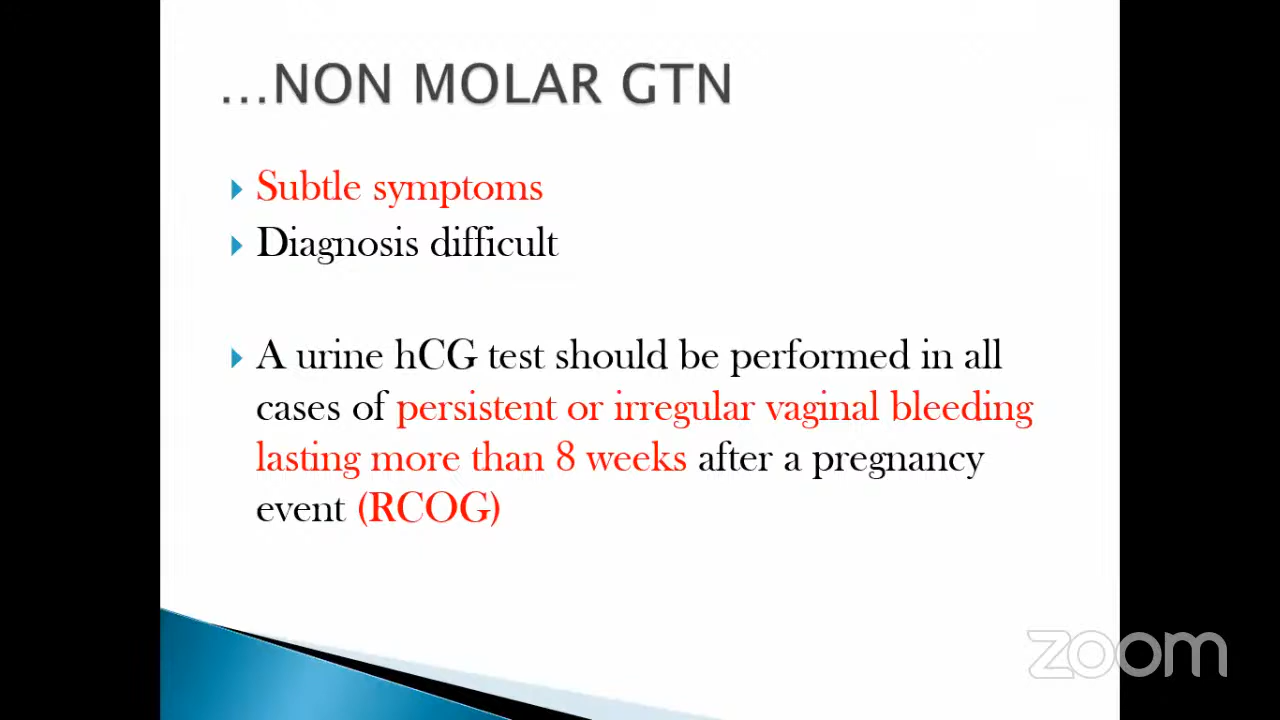 ...NON MOLAR GTN
Subtle symptoms
Diagnosis difficult
A urine hCG test should be performed in all
cases of persistent or irregular vaginal bleeding
lasting more than 8 weeks after a pregnancy
event (RCOG)
zoom